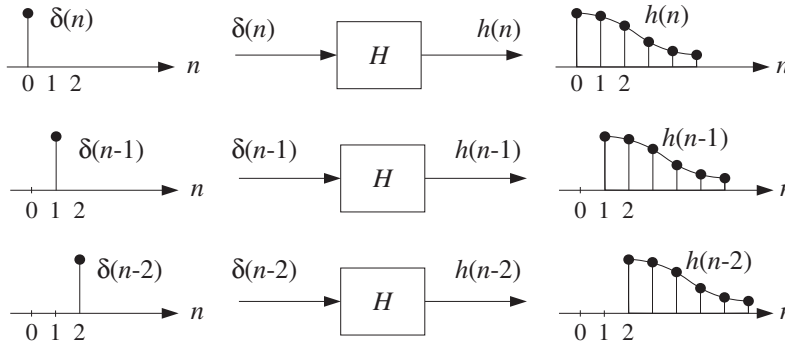 δ(n) n 0 1 2
δ(n) H h(n)
h(n) n 0 1 2
δ(n-1) n 0 1 2
δ(n-1) H h(n-1)
h(n-1) n 0 1 2
δ(n-2) n 0 1 2
δ(n-2) H h(n-2)
h(n-2) n 0 1 2